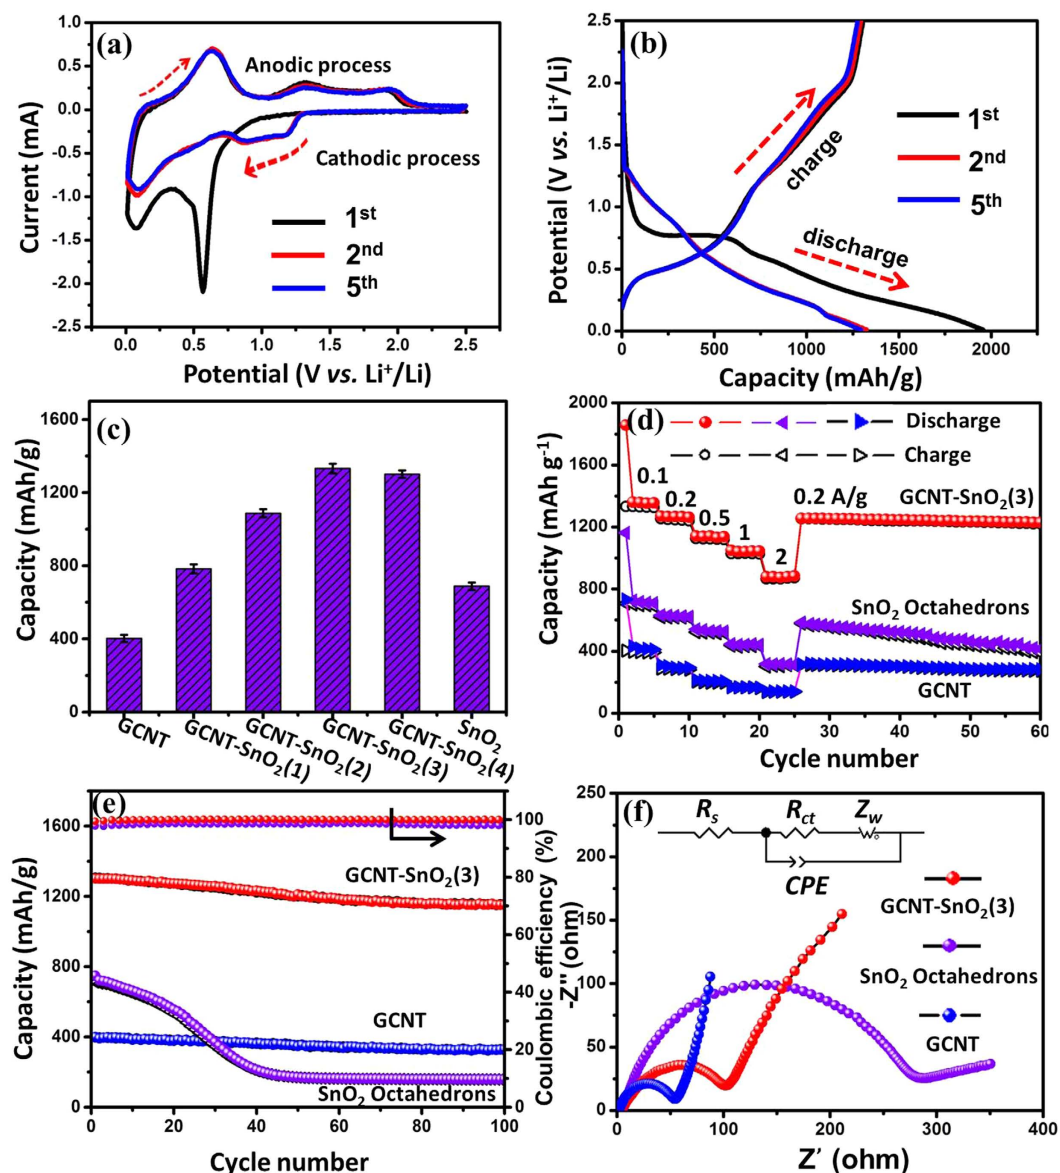 (a)
Anodic process
Cathodic process
1st
2nd
5th
Current (mA)
1.0
0.5
0.0
-0.5
-1.0
-1.5
-2.0
-2.5
0.0 0.5 1.0 1.5 2.0 2.5
Potential (V vs. Li⁺/Li)
(b)
charge
discharge
1st
2nd
5th
Potential (V vs. Li⁺/Li)
2.5
2.0
1.5
1.0
0.5
0.0
0 500 1000 1500 2000
Capacity (mAh/g)
(c)
Capacity (mAh/g)
1600
1200
800
400
0
GCNT
GCNT-SnO₂(1)
GCNT-SnO₂(2)
GCNT-SnO₂(3)
GCNT-SnO₂(4)
SnO₂
(d)
Discharge
Charge
0.1
0.2
0.5
1
2
0.2 A/g
GCNT-SnO₂(3)
SnO₂ Octahedrons
GCNT
Capacity (mAh g⁻¹)
2000
1600
1200
800
400
0
0 10 20 30 40 50 60
Cycle number
(e)
GCNT-SnO₂(3)
GCNT
SnO₂ Octahedrons
Capacity (mAh/g)
1600
1200
800
400
0
Coulombic efficiency (%)
100
80
60
40
20
0
0 20 40 60 80 100
Cycle number
(f)
Rs
Rct
Zw
CPE
GCNT-SnO₂(3)
SnO₂ Octahedrons
GCNT
-Z'' (ohm)
250
200
150
100
50
0
0 100 200 300 400
Z' (ohm)